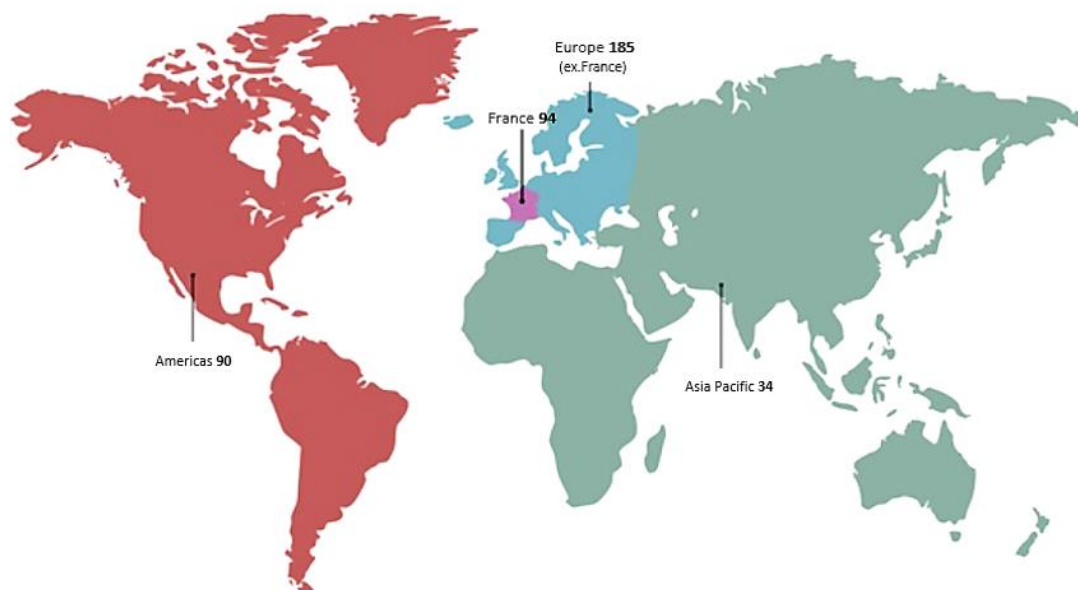 Europe 185
(ex.France)
France 94
Americas 90
Asia Pacific 34